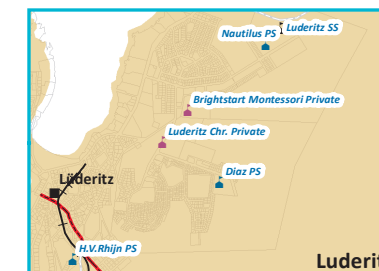 Luderitz SS
Nautilus PS
Brightstart Montessori Private
Luderitz Chr. Private
Diaz PS
Lüderitz
H.V.Rhijn PS